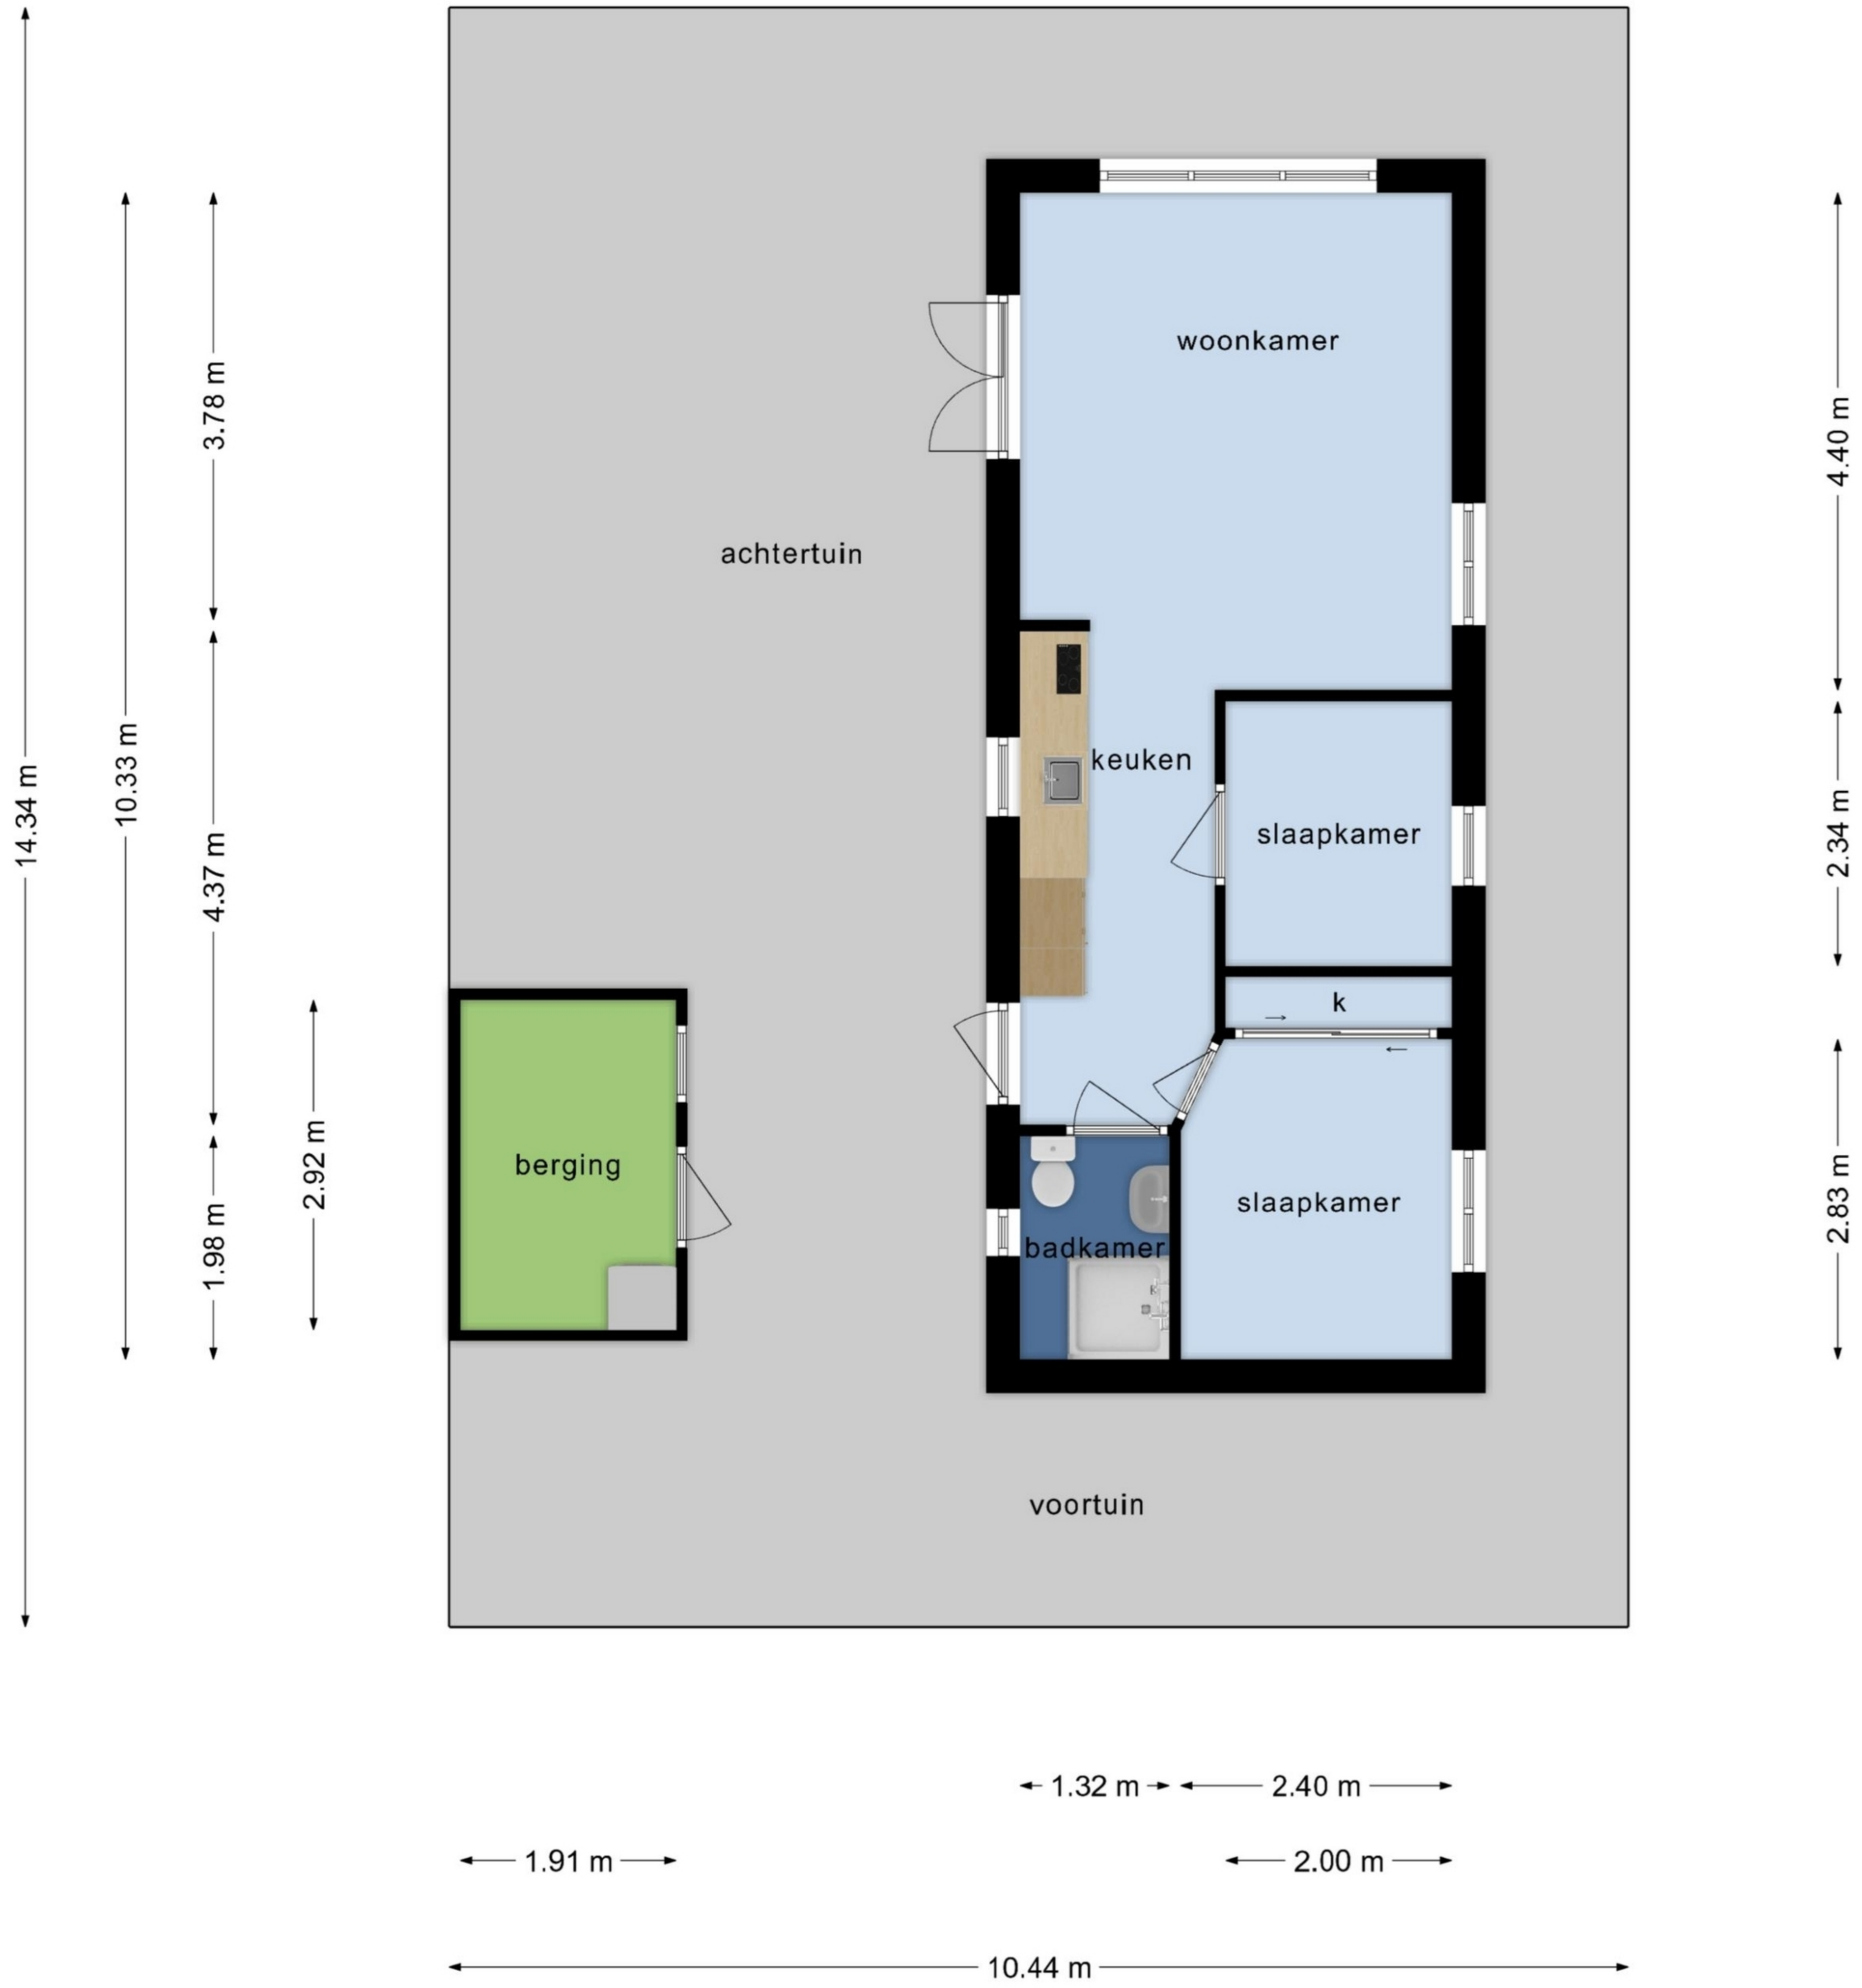 woonkamer
3.78 m
4.40 m
achtertuin
keuken
10.33 m
14.34 m
slaapkamer
2.34 m
4.37 m
k
berging
2.92 m
slaapkamer
2.83 m
badkamer
1.98 m
voortuin
1.32 m
2.40 m
1.91 m
2.00 m
10.44 m